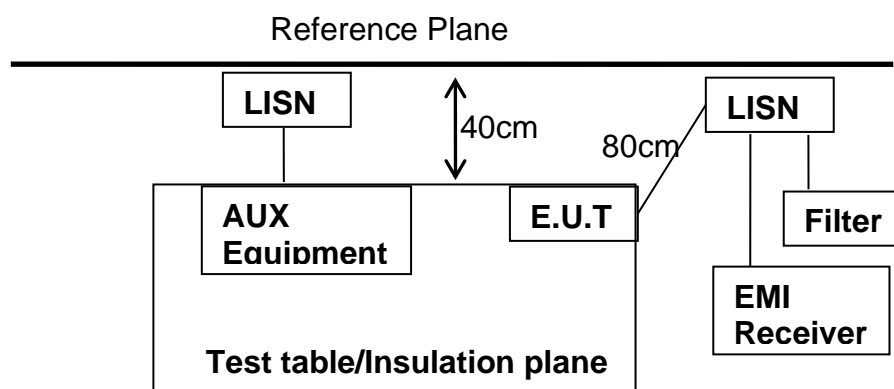 Reference Plane
LISN
40cm
80cm
LISN
AUX
Equipment
E.U.T
Filter
EMI
Receiver
Test table/Insulation plane